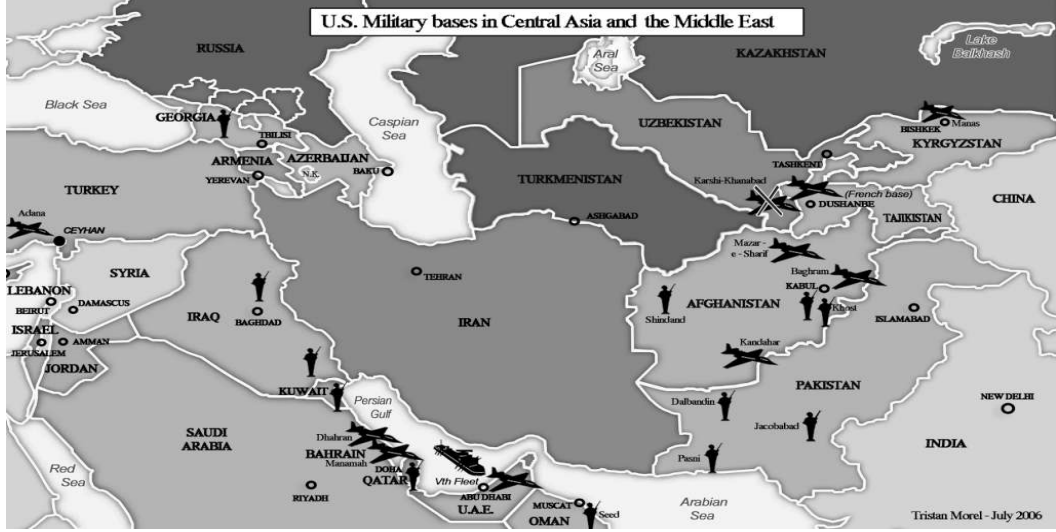 U.S. Military bases in Central Asia and the Middle East
RUSSIA
KAZAKHSTAN
Lake
Balkhash
Aral
Sea
Black Sea
Caspian
Sea
GEORGIA
TBILISI
UZBEKISTAN
BISHKEK
Manas
KYRGYZSTAN
ARMENIA
AZERBAIJAN
YEREVAN
N.K.
BAKU
TASHKENT
TURKEY
TURKMENISTAN
Karshi-Khanabad
(French base)
DUSHANBE
TAJIKISTAN
CHINA
Adana
CEYHAN
ASHGABAD
SYRIA
TEHRAN
Mazar -
e - Sharif
Baghram
KABUL
LEBANON
BEIRUT
DAMASCUS
IRAQ
BAGHDAD
IRAN
AFGHANISTAN
Shindand
Khost
ISLAMABAD
ISRAEL
JERUSALEM
AMMAN
JORDAN
Kandahar
KUWAIT
PAKISTAN
Persian
Gulf
Dalbandin
NEW DELHI
SAUDI
ARABIA
Dhahran
BAHRAIN
Manamah
DOHA
QATAR
Jacobabad
INDIA
Pasni
Red
Sea
RIYADH
Vth Fleet
ABU DHABI
U.A.E.
MUSCAT
OMAN
Seed
Arabian
Sea
Tristan Morel - July 2006